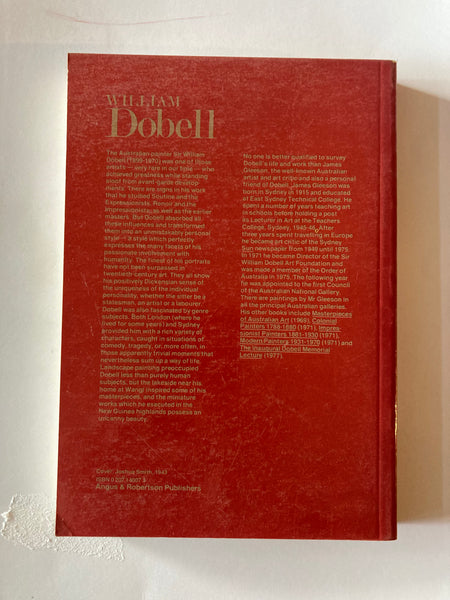 WILLIAM
Dobell
The Australian painter Sir William
Dobell (1899-1970) was one of those
artists — very rare in our time — who
achieved greatness while standing
aloof from avant-garde develop-
ments. There are signs in his work
that he studied Soutine and the
Expressionists, Renoir and the
Impressionists, as well as the earlier
masters. But Dobell absorbed all
these influences and transformed
them into an unmistakably personal
style — a style which perfectly
expresses the many facets of his
passionate involvement with
humanity. The finest of his portraits
have not been surpassed in
twentieth century art. They all show
his positively Dickensian sense of
the uniqueness of the individual
personality, whether the sitter be a
statesman, an artist or a labourer.
Dobell was also fascinated by genre
subjects. Both London (where he
lived for some years) and Sydney
provided him with a rich variety of
characters, caught in situations of
comedy, tragedy, or, more often, in
those apparently trivial moments that
nevertheless sum up a way of life.
Landscape painting preoccupied
Dobell less than purely human
subjects, but the lakeside near his
home at Wangi inspired some of his
masterpieces, and the miniature
works which he executed in the
New Guinea highlands possess an
uncanny beauty.
Cover: Joshua Smith, 1943
ISBN 0 207 14007
Angus & Robertson Publishers
No one is better qualified to survey
Dobell's life and work than James
Gleeson, the well-known Australian
artist and art critic and also a personal
friend of Dobell. James Gleeson was
born in Sydney in 1915 and educated
at East Sydney Technical College. He
spent a number of years teaching art
in schools before holding a post
as Lecturer in Art at the Teachers
College, Sydney, 1945-46. After
three years spent travelling in Europe
he became art critic of the Sydney
Sun newspaper from 1949 until 1975.
In 1971 he became Director of the Sir
William Dobell Art Foundation and
was made a member of the Order of
Australia in 1975. The following year
he was appointed to the first Council
of the Australian National Gallery.
There are paintings by Mr Gleeson in
all the principal Australian galleries.
His other books include Masterpieces
of Australian Art (1969), Colonial
Painters 1788-1880 (1971), Impres-
sionist Painters 1881-1930 (1971),
Modern Painters 1931-1970 (1971) and
The Inaugural Dobell Memorial
Lecture (1977).